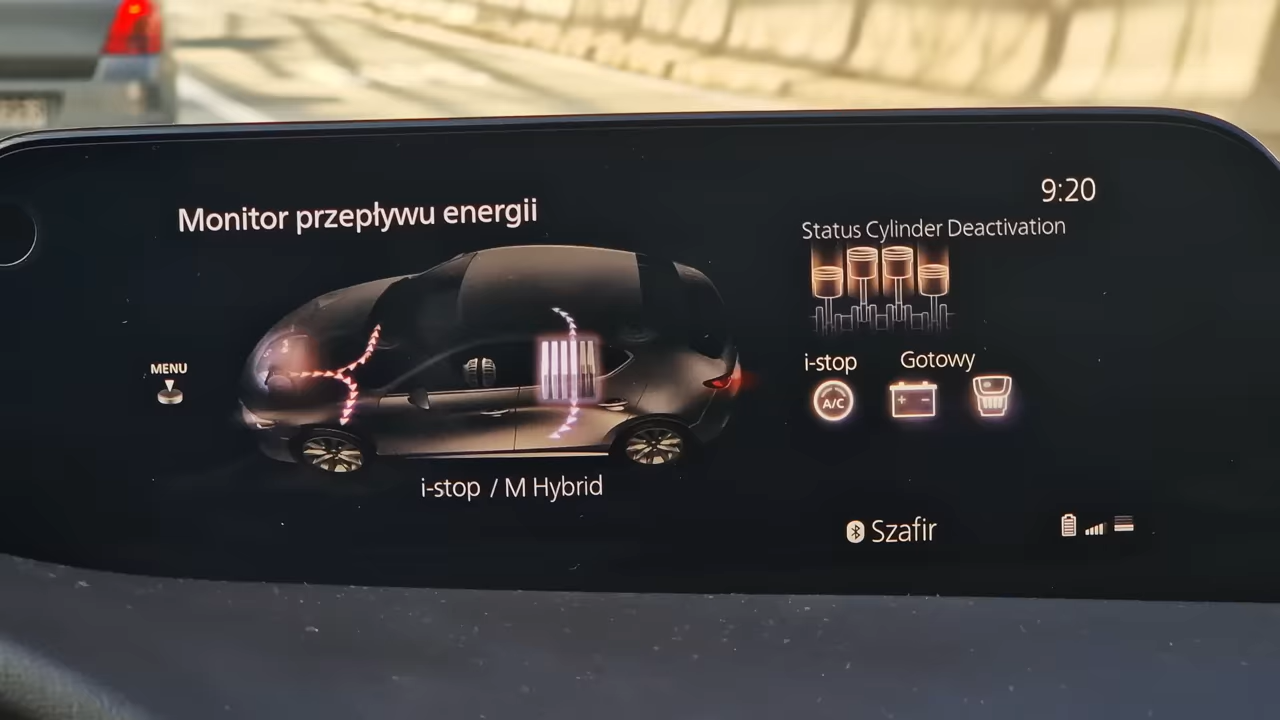 9:20
Monitor przepływu energii
Status Cylinder Deactivation
MENU
i-stop Gotowy
A/C
i-stop / M Hybrid
Szafir